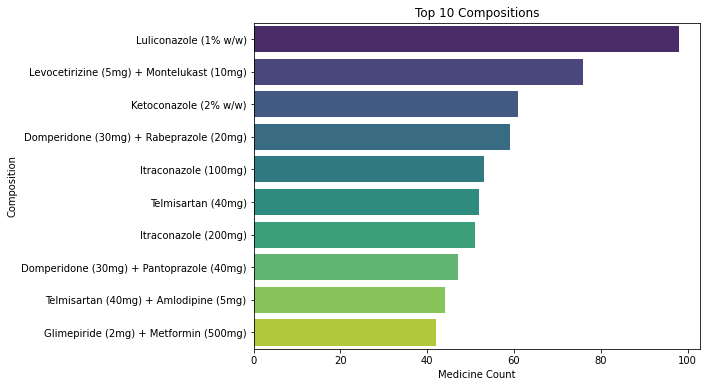 Top 10 Compositions
Composition
Luliconazole (1% w/w)
Levocetirizine (5mg) + Montelukast (10mg)
Ketoconazole (2% w/w)
Domperidone (30mg) + Rabeprazole (20mg)
Itraconazole (100mg)
Telmisartan (40mg)
Itraconazole (200mg)
Domperidone (30mg) + Pantoprazole (40mg)
Telmisartan (40mg) + Amlodipine (5mg)
Glimepiride (2mg) + Metformin (500mg)
0 20 40 60 80 100
Medicine Count